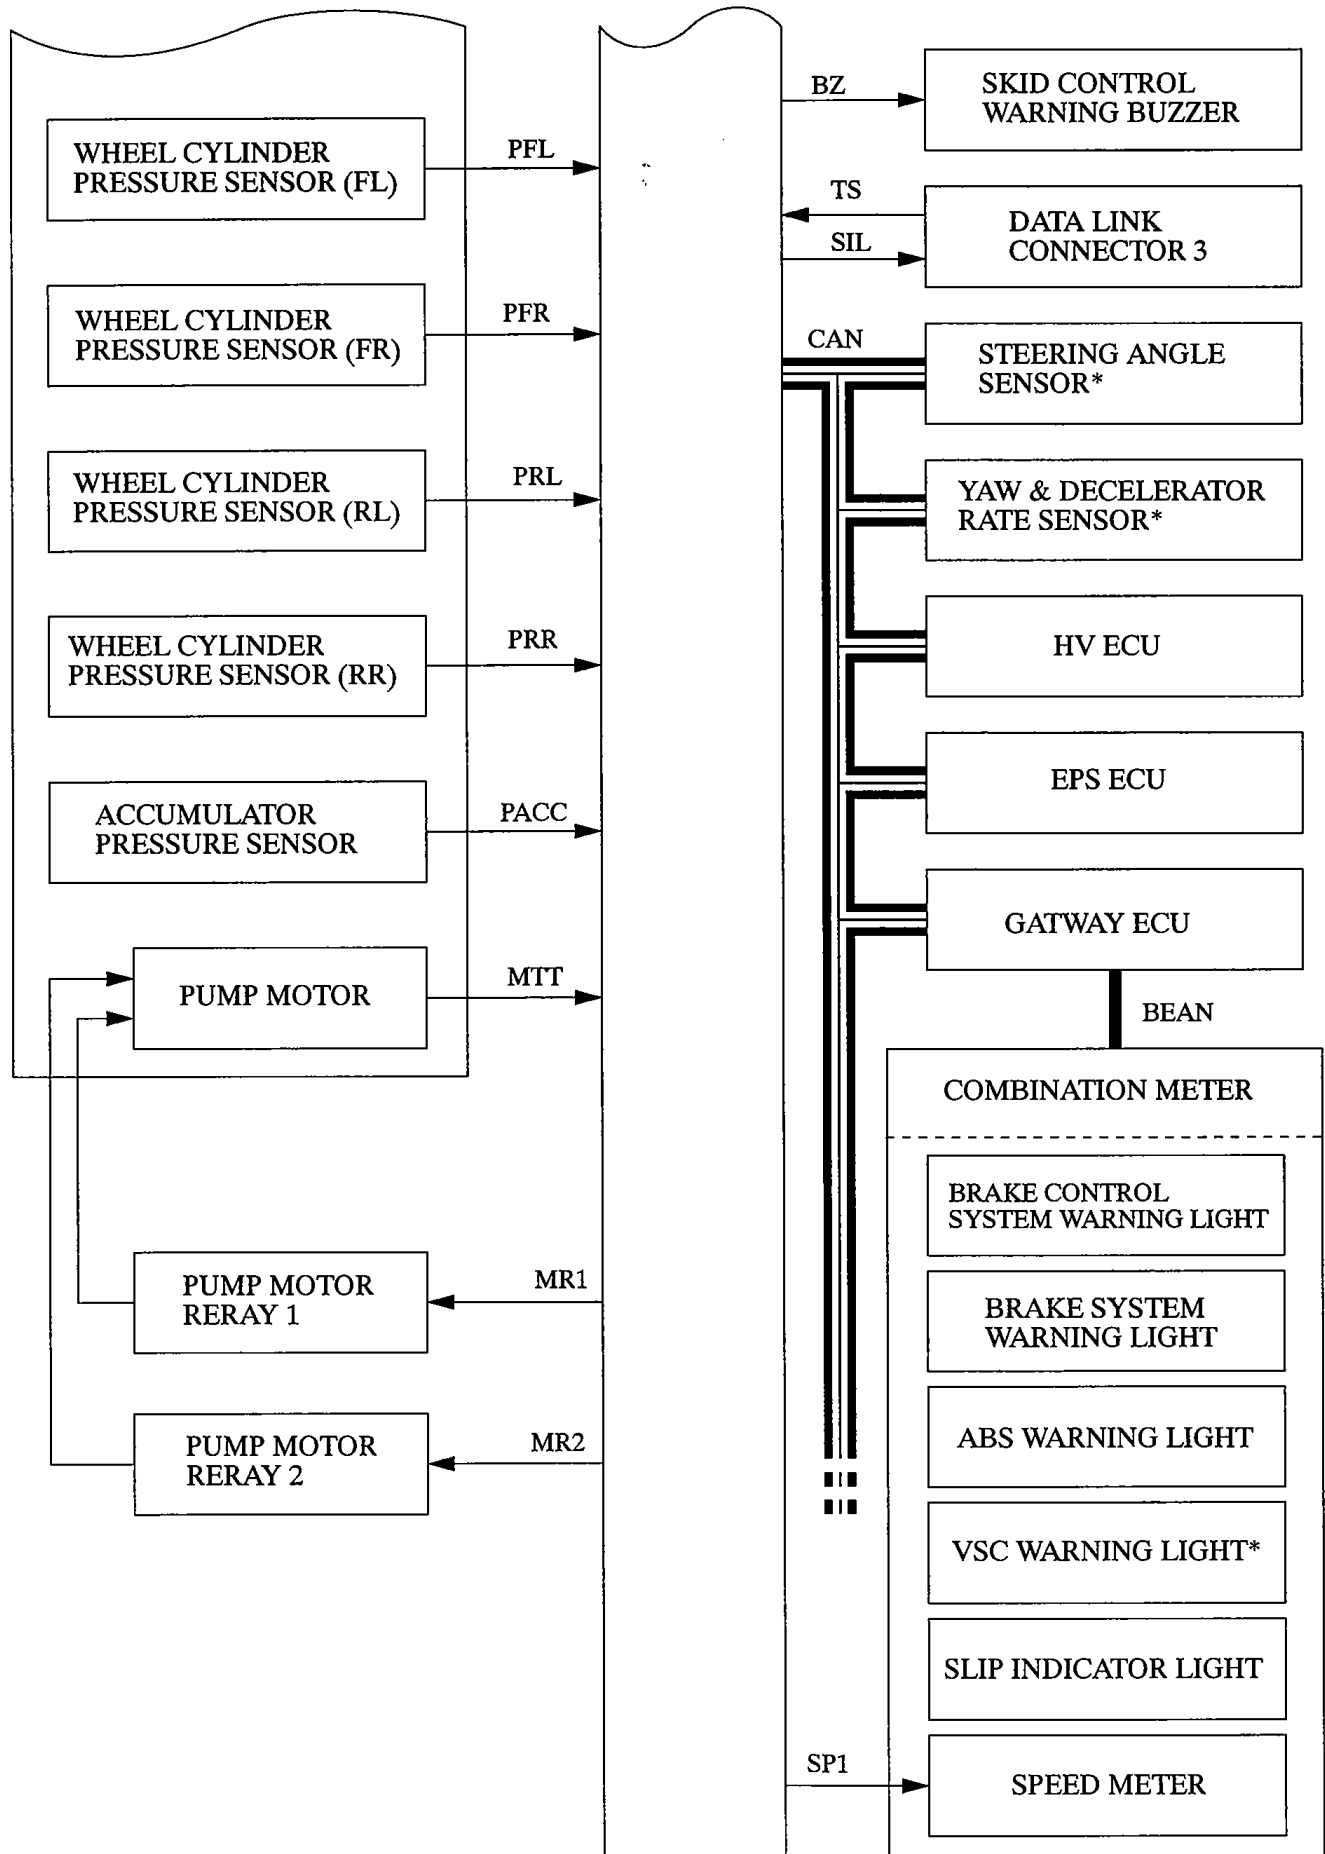 WHEEL CYLINDER
PRESSURE SENSOR (FL)
PFL
WHEEL CYLINDER
PRESSURE SENSOR (FR)
PFR
WHEEL CYLINDER
PRESSURE SENSOR (RL)
PRL
WHEEL CYLINDER
PRESSURE SENSOR (RR)
PRR
ACCUMULATOR
PRESSURE SENSOR
PACC
PUMP MOTOR
MTT
PUMP MOTOR
RERAY 1
MR1
PUMP MOTOR
RERAY 2
MR2
BZ
SKID CONTROL
WARNING BUZZER
TS
SIL
DATA LINK
CONNECTOR 3
CAN
STEERING ANGLE
SENSOR*
YAW & DECELERATOR
RATE SENSOR*
HV ECU
EPS ECU
GATWAY ECU
BEAN
COMBINATION METER
BRAKE CONTROL
SYSTEM WARNING LIGHT
BRAKE SYSTEM
WARNING LIGHT
ABS WARNING LIGHT
VSC WARNING LIGHT*
SLIP INDICATOR LIGHT
SP1
SPEED METER